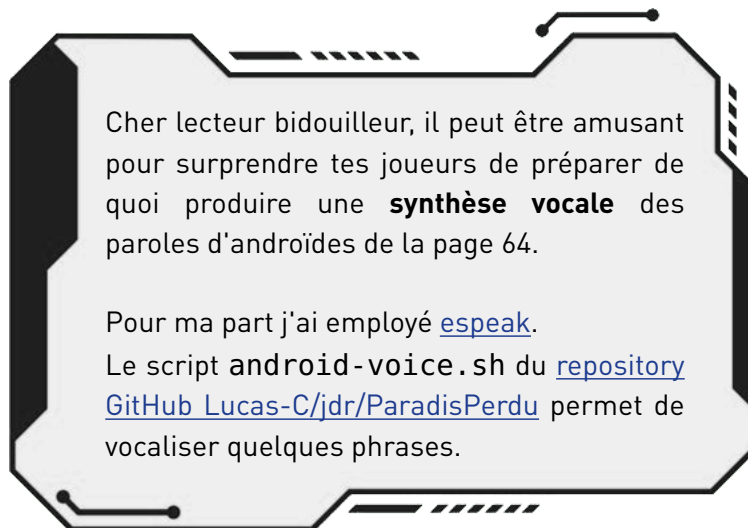 Cher lecteur bidouilleur, il peut être amusant
pour surprendre tes joueurs de préparer de
quoi produire une synthèse vocale des
paroles d'androïdes de la page 64.
Pour ma part j'ai employé espeak.
Le script android-voice.sh du repository
GitHub Lucas-C/jdr/ParadisPerdu permet de
vocaliser quelques phrases.